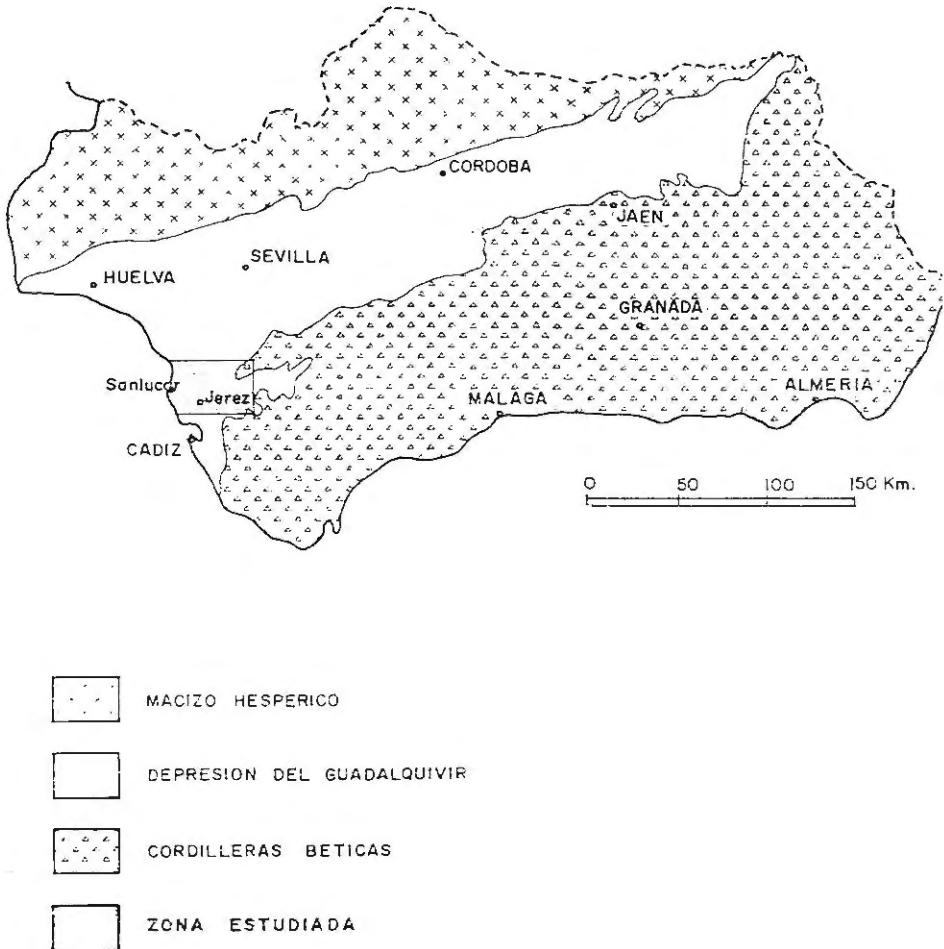 CORDOBA
JAEN
SEVILLA
HUELVA
GRANADA
Sanlucar
Jerez
ALMERIA
MALAGA
CADIZ
0 50 100 150 Km.
MACIZO HESPERICO
DEPRESION DEL GUADALQUIVIR
CORDILLERAS BETICAS
ZONA ESTUDIADA